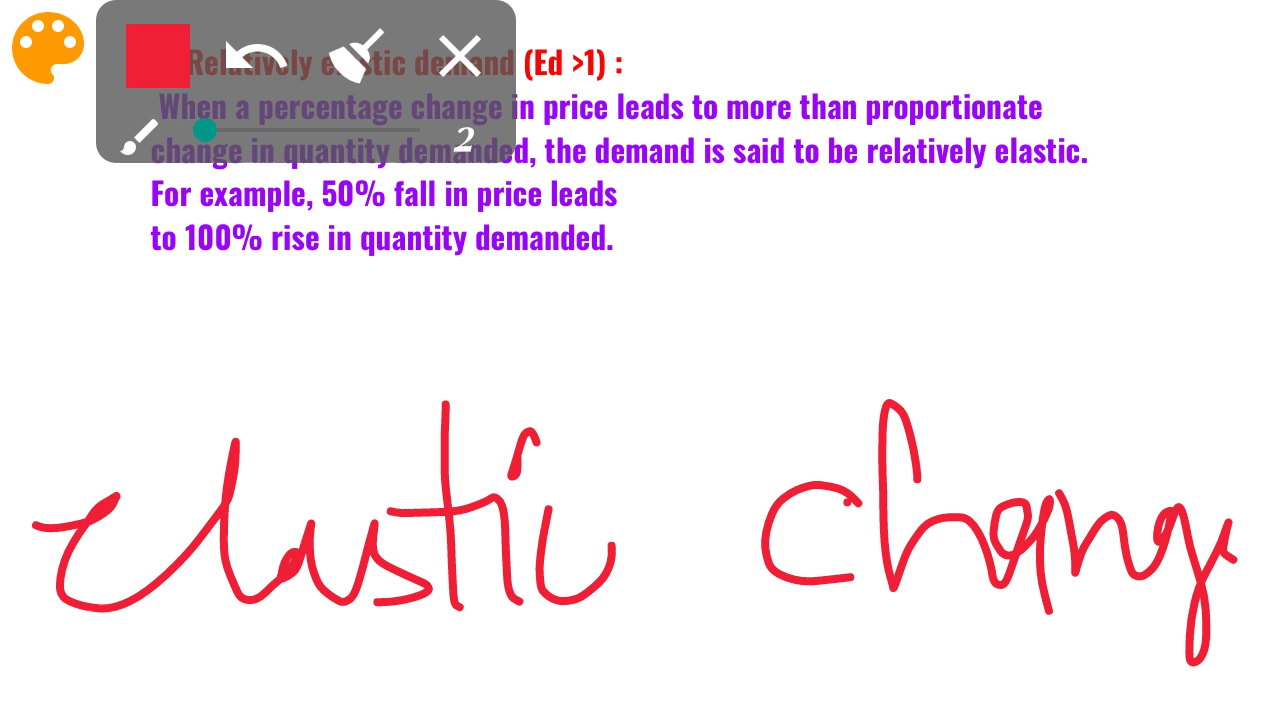 Relatively elastic demand (Ed >1) :
When a percentage change in price leads to more than proportionate
change in quantity demanded, the demand is said to be relatively elastic.
For example, 50% fall in price leads
to 100% rise in quantity demanded.
2
elastic chang